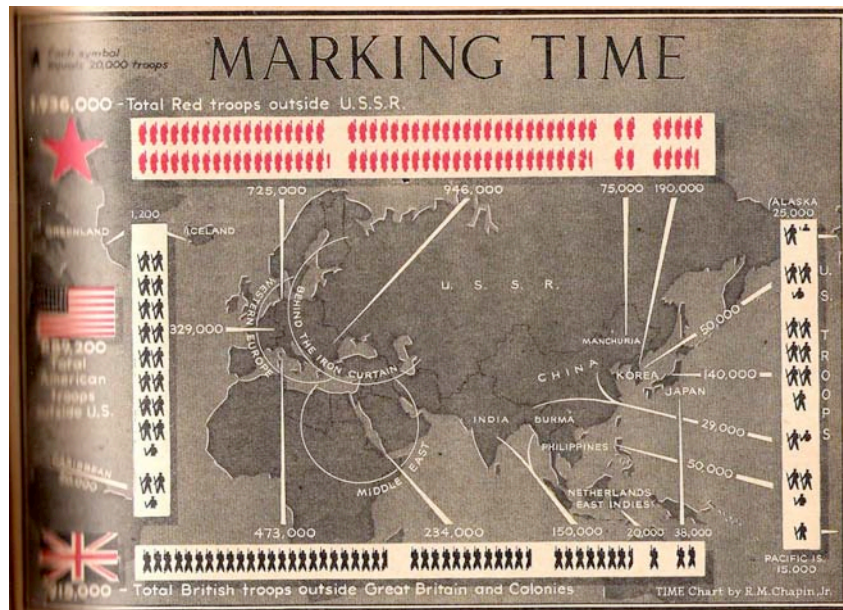 MARKING TIME
Each symbol
equals 20,000 troops
1,936,000 - Total Red troops outside U.S.S.R.
725,000
946,000
75,000
190,000
ALASKA
25,000
1,200
GREENLAND
ICELAND
U. S. S. R.
U. S. TROOPS
WESTERN EUROPE
BEHIND THE IRON CURTAIN
329,000
MANCHURIA
50,000
CHINA
KOREA
140,000
JAPAN
,200
Total
American
troops
outside U.S.
INDIA
BURMA
29,000
PHILIPPINES
50,000
MIDDLE EAST
CARIBBEAN
NETHERLANDS
EAST INDIES
473,000
234,000
150,000
20,000
38,000
PACIFIC IS.
15,000
- Total British troops outside Great Britain and Colonies
TIME Chart by R.M.Chapin,Jr.